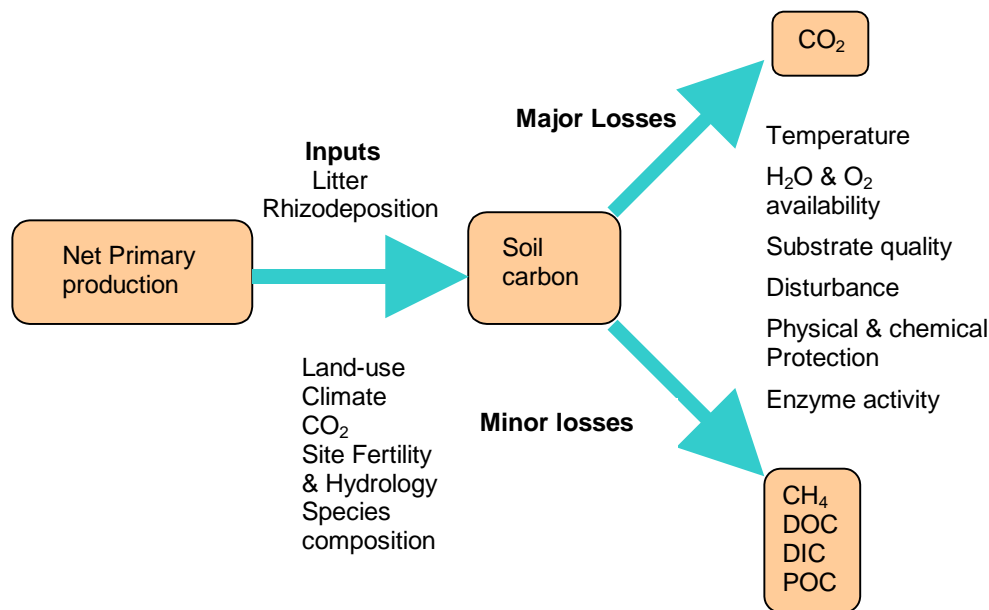 Net Primary
production
Inputs
Litter
Rhizodeposition
Land-use
Climate
CO₂
Site Fertility
& Hydrology
Species
composition
Soil
carbon
Major Losses
Minor losses
CO₂
Temperature
H₂O & O₂
availability
Substrate quality
Disturbance
Physical & chemical
Protection
Enzyme activity
CH₄
DOC
DIC
POC